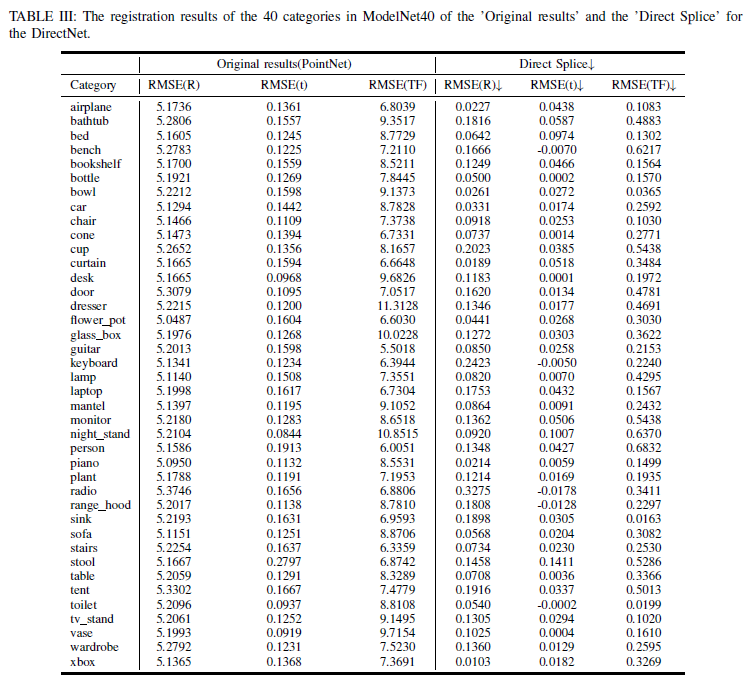 TABLE III: The registration results of the 40 categories in ModelNet40 of the 'Original results' and the 'Direct Splice' for
the DirectNet.
Original results(PointNet) Direct Splice↓
Category RMSE(R) RMSE(t) RMSE(TF) RMSE(R)↓ RMSE(t)↓ RMSE(TF)↓
airplane 5.1736 0.1361 6.8039 0.0227 0.0438 0.1083
bathtub 5.2806 0.1557 9.3517 0.1816 0.0587 0.4883
bed 5.1605 0.1245 8.7729 0.0642 0.0974 0.1302
bench 5.2783 0.1225 7.2110 0.1666 -0.0070 0.6217
bookshelf 5.1700 0.1559 8.5211 0.1249 0.0466 0.1564
bottle 5.1921 0.1269 7.8445 0.0500 0.0002 0.1570
bowl 5.2212 0.1598 9.1373 0.0261 0.0272 0.0365
car 5.1294 0.1442 8.7828 0.0331 0.0174 0.2592
chair 5.1466 0.1109 7.3738 0.0918 0.0253 0.1030
cone 5.1473 0.1394 6.7331 0.0737 0.0014 0.2771
cup 5.2652 0.1356 8.1657 0.2023 0.0385 0.5438
curtain 5.1665 0.1594 6.6648 0.0189 0.0518 0.3484
desk 5.1665 0.0968 9.6826 0.1183 0.0001 0.1972
door 5.3079 0.1095 7.0517 0.1620 0.0134 0.4781
dresser 5.2215 0.1200 11.3128 0.1346 0.0177 0.4691
flower_pot 5.0487 0.1604 6.6030 0.0441 0.0268 0.3030
glass_box 5.1976 0.1268 10.0228 0.1272 0.0303 0.3622
guitar 5.2013 0.1598 5.5018 0.0850 0.0258 0.2153
keyboard 5.1341 0.1234 6.3944 0.2423 -0.0050 0.2240
lamp 5.1140 0.1508 7.3551 0.0820 0.0070 0.4295
laptop 5.1998 0.1617 6.7304 0.1753 0.0432 0.1567
mantel 5.1397 0.1195 9.1052 0.0864 0.0091 0.2432
monitor 5.2180 0.1283 8.6518 0.1362 0.0506 0.5438
night_stand 5.2104 0.0844 10.8515 0.0920 0.1007 0.6370
person 5.1586 0.1913 6.0051 0.1348 0.0427 0.6832
piano 5.0950 0.1132 8.5531 0.0214 0.0059 0.1499
plant 5.1788 0.1191 7.1953 0.1214 0.0169 0.1935
radio 5.3746 0.1656 6.8806 0.3275 -0.0178 0.3411
range_hood 5.2017 0.1138 8.7810 0.1808 -0.0128 0.2297
sink 5.2193 0.1631 6.9593 0.1898 0.0305 0.0163
sofa 5.1151 0.1251 8.8706 0.0568 0.0204 0.3082
stairs 5.2254 0.1637 6.3359 0.0734 0.0230 0.2530
stool 5.1667 0.2797 6.8742 0.1458 0.1411 0.5286
table 5.2059 0.1291 8.3289 0.0708 0.0036 0.3366
tent 5.3302 0.1667 7.4779 0.1916 0.0337 0.5013
toilet 5.2096 0.0937 8.8108 0.0540 -0.0002 0.0199
tv_stand 5.2061 0.1252 9.1495 0.1305 0.0294 0.1020
vase 5.1993 0.0919 9.7154 0.1025 0.0004 0.1610
wardrobe 5.2792 0.1231 7.5230 0.1360 0.0129 0.2595
xbox 5.1365 0.1368 7.3691 0.0103 0.0182 0.3269